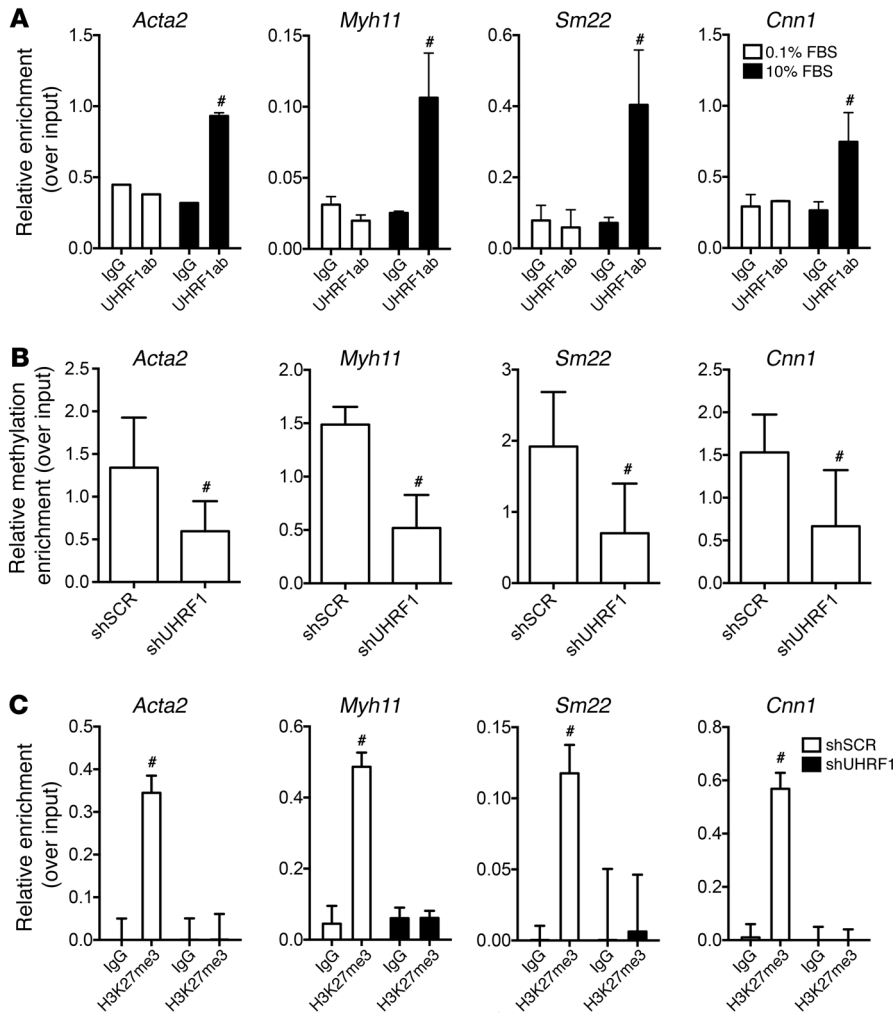 A
Acta2
Myh11
Sm22
Cnn1
Relative enrichment
(over input)
1.5
1.0
0.5
0.0
IgG
UHRF1ab
IgG
UHRF1ab
#
0.15
0.10
0.05
0.00
IgG
UHRF1ab
IgG
UHRF1ab
#
0.6
0.4
0.2
0.0
IgG
UHRF1ab
IgG
UHRF1ab
#
1.5
1.0
0.5
0.0
IgG
UHRF1ab
IgG
UHRF1ab
#
0.1% FBS
10% FBS
B
Acta2
Myh11
Sm22
Cnn1
Relative methylation
enrichment (over input)
2.5
2.0
1.5
1.0
0.5
0.0
shSCR
shUHRF1
#
2.0
1.5
1.0
0.5
0.0
shSCR
shUHRF1
#
3
2
1
0
shSCR
shUHRF1
#
2.5
2.0
1.5
1.0
0.5
0.0
shSCR
shUHRF1
#
C
Acta2
Myh11
Sm22
Cnn1
Relative enrichment
(over input)
0.5
0.4
0.3
0.2
0.1
0.0
IgG
H3K27me3
IgG
H3K27me3
#
0.6
0.4
0.2
0.0
IgG
H3K27me3
IgG
H3K27me3
#
0.15
0.10
0.05
0.00
IgG
H3K27me3
IgG
H3K27me3
#
0.8
0.6
0.4
0.2
0.0
IgG
H3K27me3
IgG
H3K27me3
#
shSCR
shUHRF1